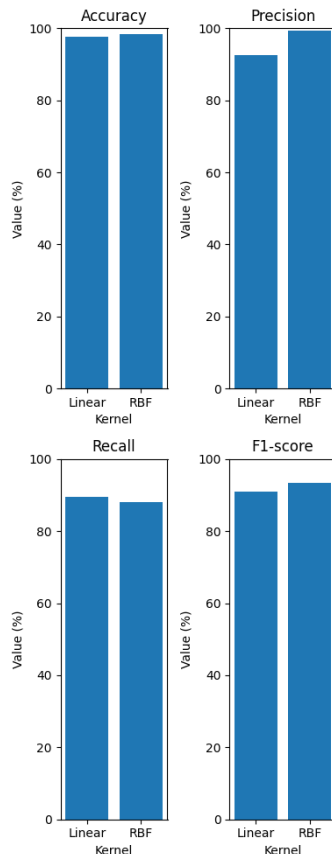 Accuracy
Value (%)
100
80
60
40
20
0
Linear RBF
Kernel
Precision
Value (%)
100
80
60
40
20
0
Linear RBF
Kernel
Recall
Value (%)
100
80
60
40
20
0
Linear RBF
Kernel
F1-score
Value (%)
100
80
60
40
20
0
Linear RBF
Kernel